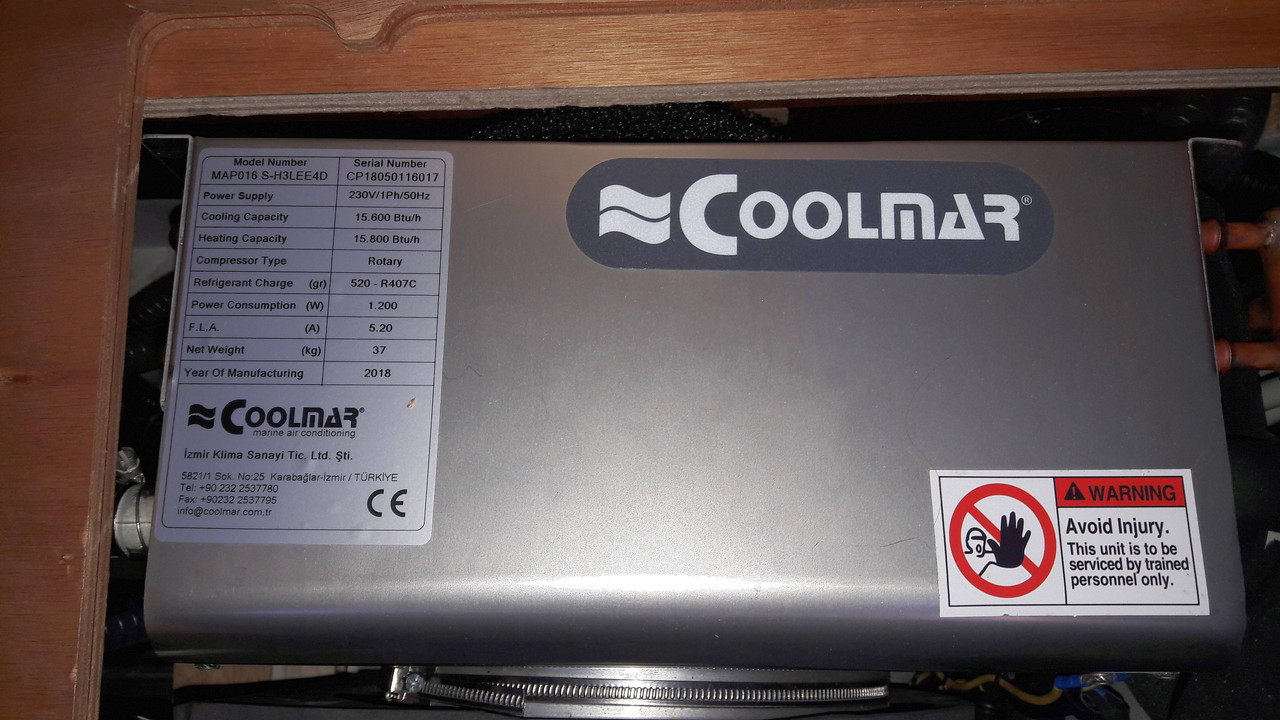 Model Number Serial Number
MAP016 S-H3LEE4D CP18050116017
Power Supply 230V/1Ph/50Hz
Cooling Capacity 15.600 Btu/h
Heating Capacity 15.800 Btu/h
Compressor Type Rotary
Refrigerant Charge (gr) 520 - R407C
Power Consumption (W) 1.200
F.L.A. (A) 5.20
Net Weight (kg) 37
Year Of Manufacturing 2018
COOLMAR®
marine air conditioning
İzmir Klima Sanayi Tic. Ltd. Şti.
5821/1 Sok. No:25 Karabağlar-İzmir / TÜRKİYE
Tel: +90 232 2537780
Fax: +90232 2537795
info@coolmar.com.tr
CE
COOLMAR®
WARNING
Avoid Injury.
This unit is to be
serviced by trained
personnel only.